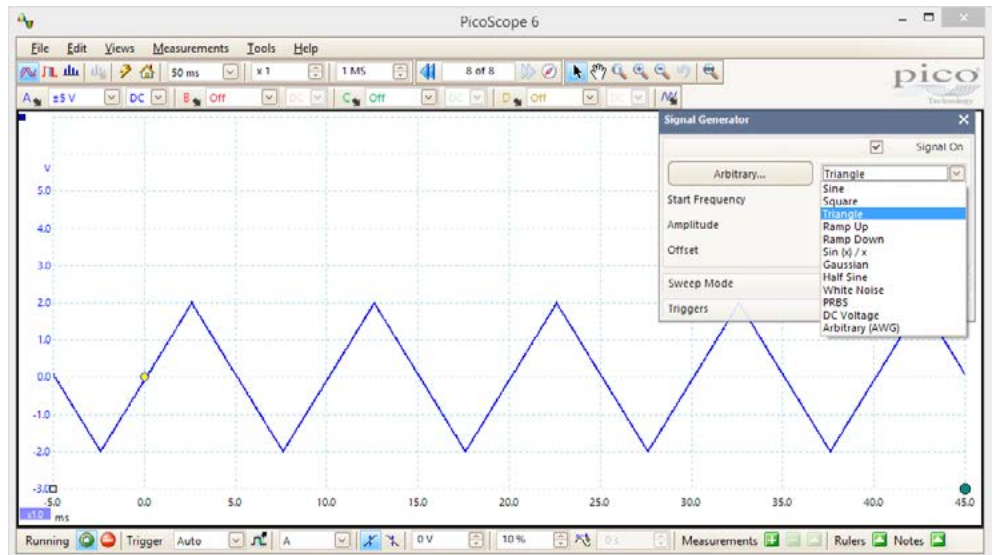 PicoScope 6
File Edit Views Measurements Tools Help
50 ms x 1 1 MS 8 of 8
pico
Technology
A ±5 V DC B Off DC C Off DC D Off DC
Signal Generator
Signal On
Arbitrary... Triangle
Sine
Start Frequency Square
Triangle
Amplitude Ramp Up
Ramp Down
Offset Sin (x) / x
Gaussian
Sweep Mode Half Sine
White Noise
Triggers PRBS
DC Voltage
Arbitrary (AWG)
V
5.0
4.0
3.0
2.0
1.0
0.0
-1.0
-2.0
-3.0
-5.0 0.0 5.0 10.0 15.0 20.0 25.0 30.0 35.0 40.0 45.0
x1.0 ms
Running Trigger Auto A 0 V 10 % 0 s Measurements Rulers Notes